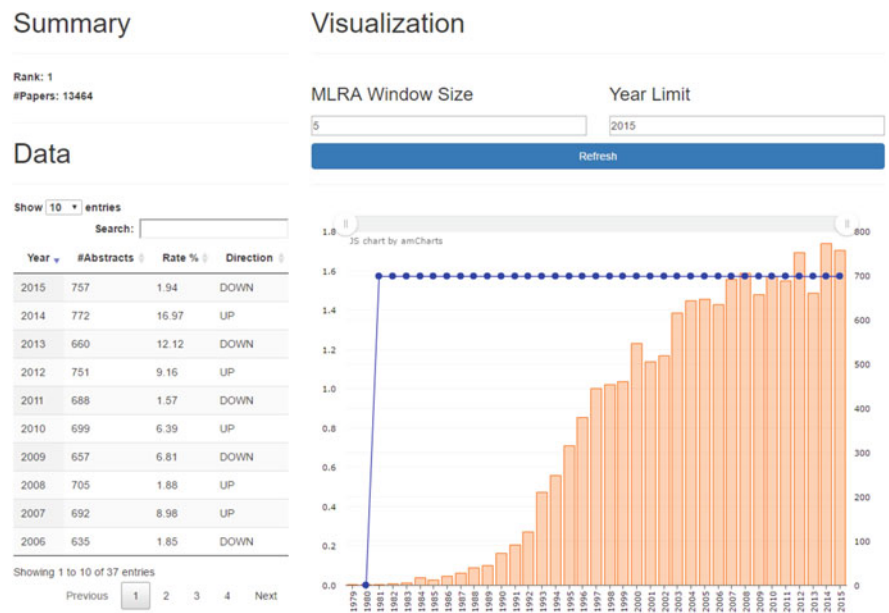 Summary
Rank: 1
#Papers: 13464
Data
Show 10 entries
Search:
Year #Abstracts Rate % Direction
2015 757 1.94 DOWN
2014 772 16.97 UP
2013 660 12.12 DOWN
2012 751 9.16 UP
2011 688 1.57 DOWN
2010 699 6.39 UP
2009 657 6.81 DOWN
2008 705 1.88 UP
2007 692 8.98 UP
2006 635 1.85 DOWN
Showing 1 to 10 of 37 entries
Previous 1 2 3 4 Next
Visualization
MLRA Window Size Year Limit
5 2015
Refresh
JS chart by amCharts
1.8 800
1.6 700
1.4 600
1.2 500
1.0 400
0.8 300
0.6 200
0.4 100
0.2 0
0.0
1979 1980 1981 1982 1983 1984 1985 1986 1987 1988 1989 1990 1991 1992 1993 1994 1995 1996 1997 1998 1999 2000 2001 2002 2003 2004 2005 2006 2007 2008 2009 2010 2011 2012 2013 2014 2015